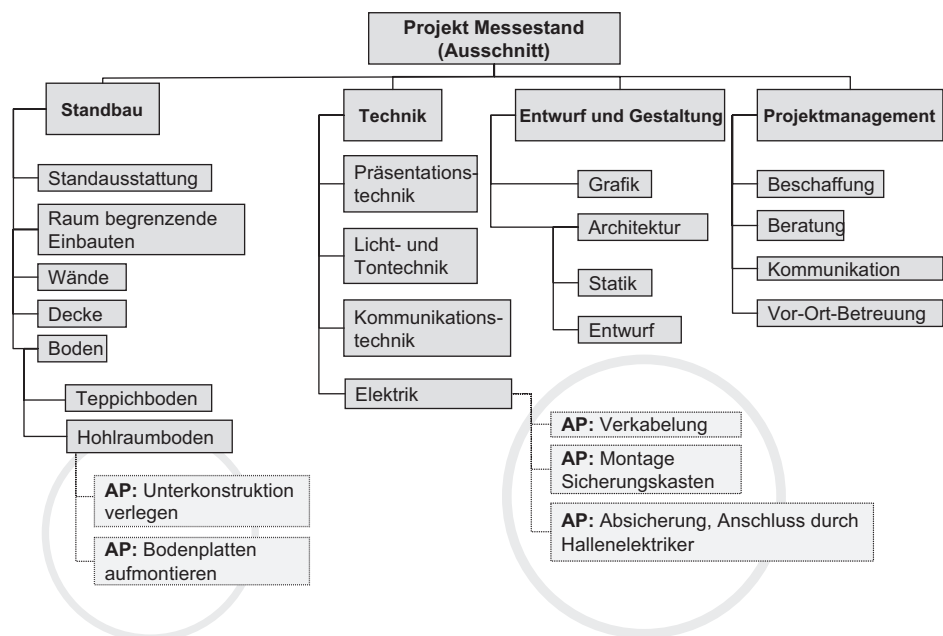 Projekt Messestand
(Ausschnitt)
Standbau
Standausstattung
Raum begrenzende
Einbauten
Wände
Decke
Boden
Teppichboden
Hohlraumboden
AP: Unterkonstruktion
verlegen
AP: Bodenplatten
aufmontieren
Technik
Präsentations-
technik
Licht- und
Tontechnik
Kommunikations-
technik
Elektrik
AP: Verkabelung
AP: Montage
Sicherungskasten
AP: Absicherung, Anschluss durch
Hallenelektriker
Entwurf und Gestaltung
Grafik
Architektur
Statik
Entwurf
Projektmanagement
Beschaffung
Beratung
Kommunikation
Vor-Ort-Betreuung